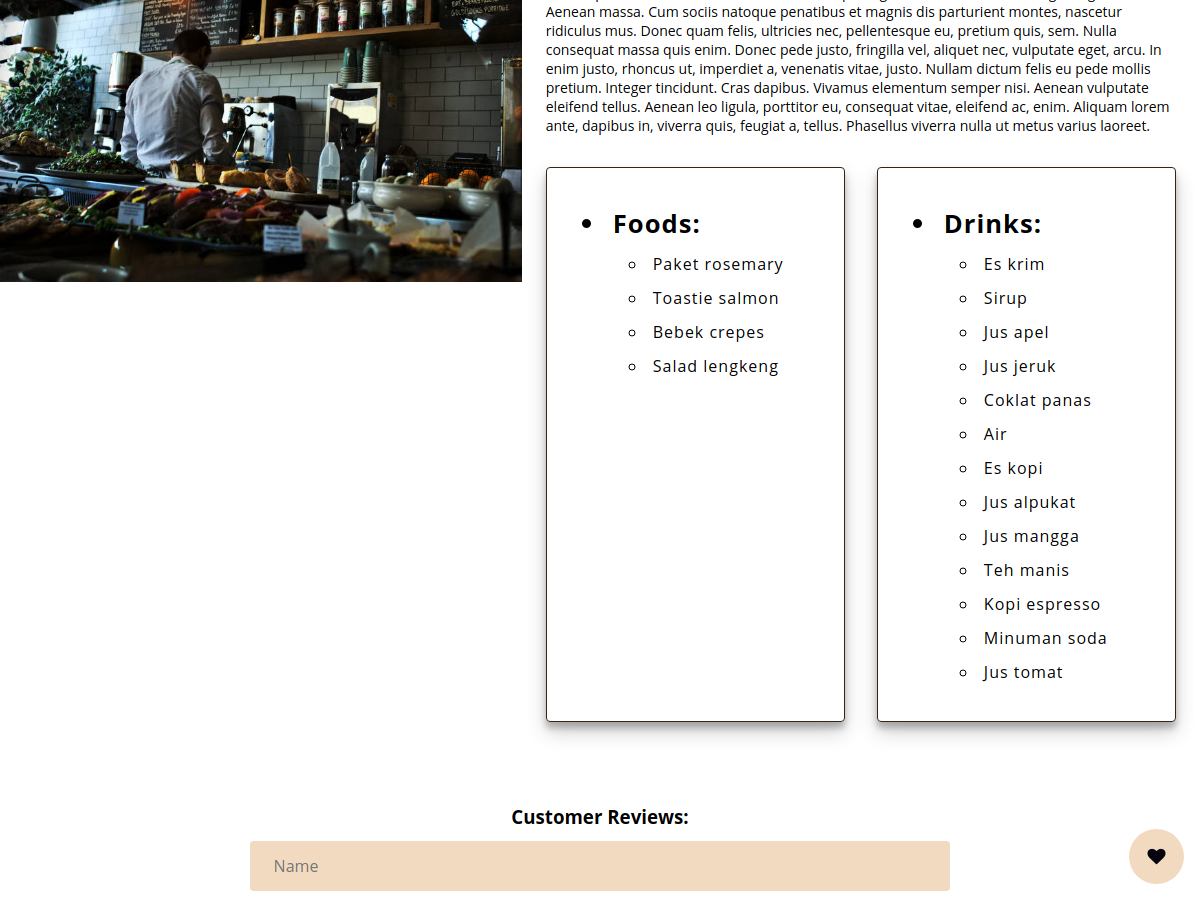 Aenean massa. Cum sociis natoque penatibus et magnis dis parturient montes, nascetur
ridiculus mus. Donec quam felis, ultricies nec, pellentesque eu, pretium quis, sem. Nulla
consequat massa quis enim. Donec pede justo, fringilla vel, aliquet nec, vulputate eget, arcu. In
enim justo, rhoncus ut, imperdiet a, venenatis vitae, justo. Nullam dictum felis eu pede mollis
pretium. Integer tincidunt. Cras dapibus. Vivamus elementum semper nisi. Aenean vulputate
eleifend tellus. Aenean leo ligula, porttitor eu, consequat vitae, eleifend ac, enim. Aliquam lorem
ante, dapibus in, viverra quis, feugiat a, tellus. Phasellus viverra nulla ut metus varius laoreet.
Foods:
Paket rosemary
Toastie salmon
Bebek crepes
Salad lengkeng
Drinks:
Es krim
Sirup
Jus apel
Jus jeruk
Coklat panas
Air
Es kopi
Jus alpukat
Jus mangga
Teh manis
Kopi espresso
Minuman soda
Jus tomat
Customer Reviews:
Name